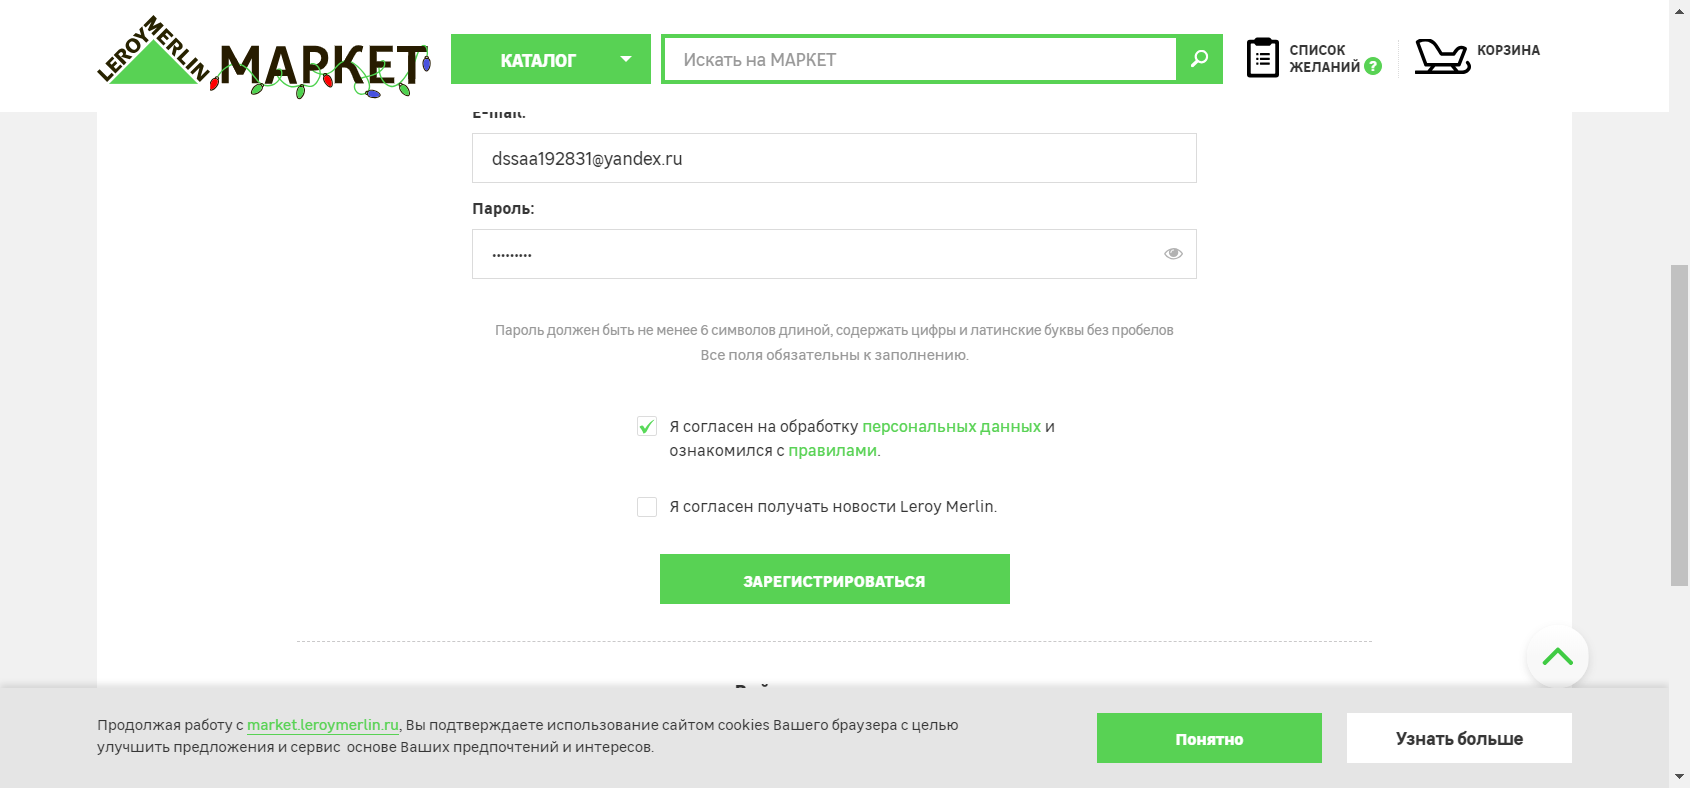 LEROY MERLIN
МАРКЕТ
КАТАЛОГ
Искать на МАРКЕТ
СПИСОК
ЖЕЛАНИЙ ?
КОРЗИНА
E-mail:
dssaa192831@yandex.ru
Пароль:
•••••••••
Пароль должен быть не менее 6 символов длиной, содержать цифры и латинские буквы без пробелов
Все поля обязательны к заполнению.
Я согласен на обработку персональных данных и
ознакомился с правилами.
Я согласен получать новости Leroy Merlin.
ЗАРЕГИСТРИРОВАТЬСЯ
Продолжая работу с market.leroymerlin.ru, Вы подтверждаете использование сайтом cookies Вашего браузера с целью
улучшить предложения и сервис основе Ваших предпочтений и интересов.
Понятно
Узнать больше